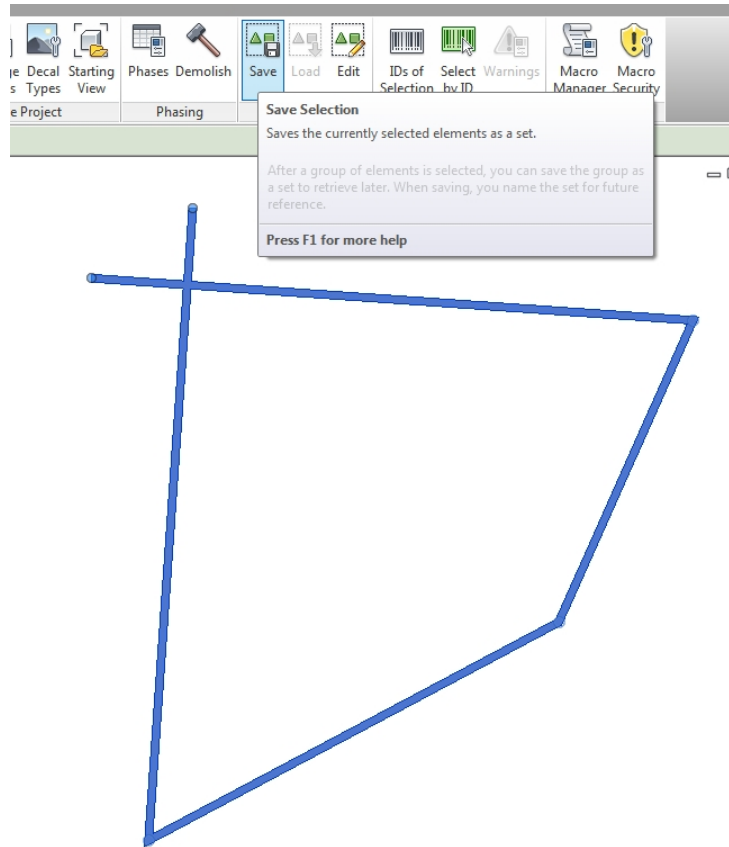 ge Decal Starting Phases Demolish Save Load Edit IDs of Select Warnings Macro Macro
s Types View Selection by ID Manager Security
e Project Phasing
Save Selection
Saves the currently selected elements as a set.
After a group of elements is selected, you can save the group as
a set to retrieve later. When saving, you name the set for future
reference.
Press F1 for more help